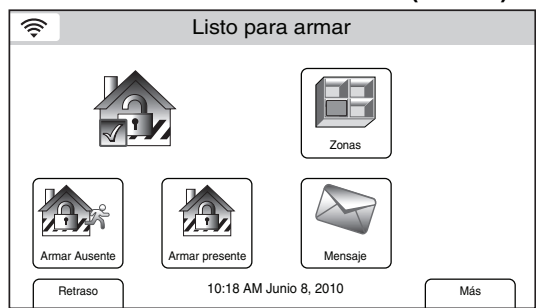 Listo para armar
Zonas
Armar Ausente
Armar presente
Mensaje
Retraso
10:18 AM Junio 8, 2010
Más